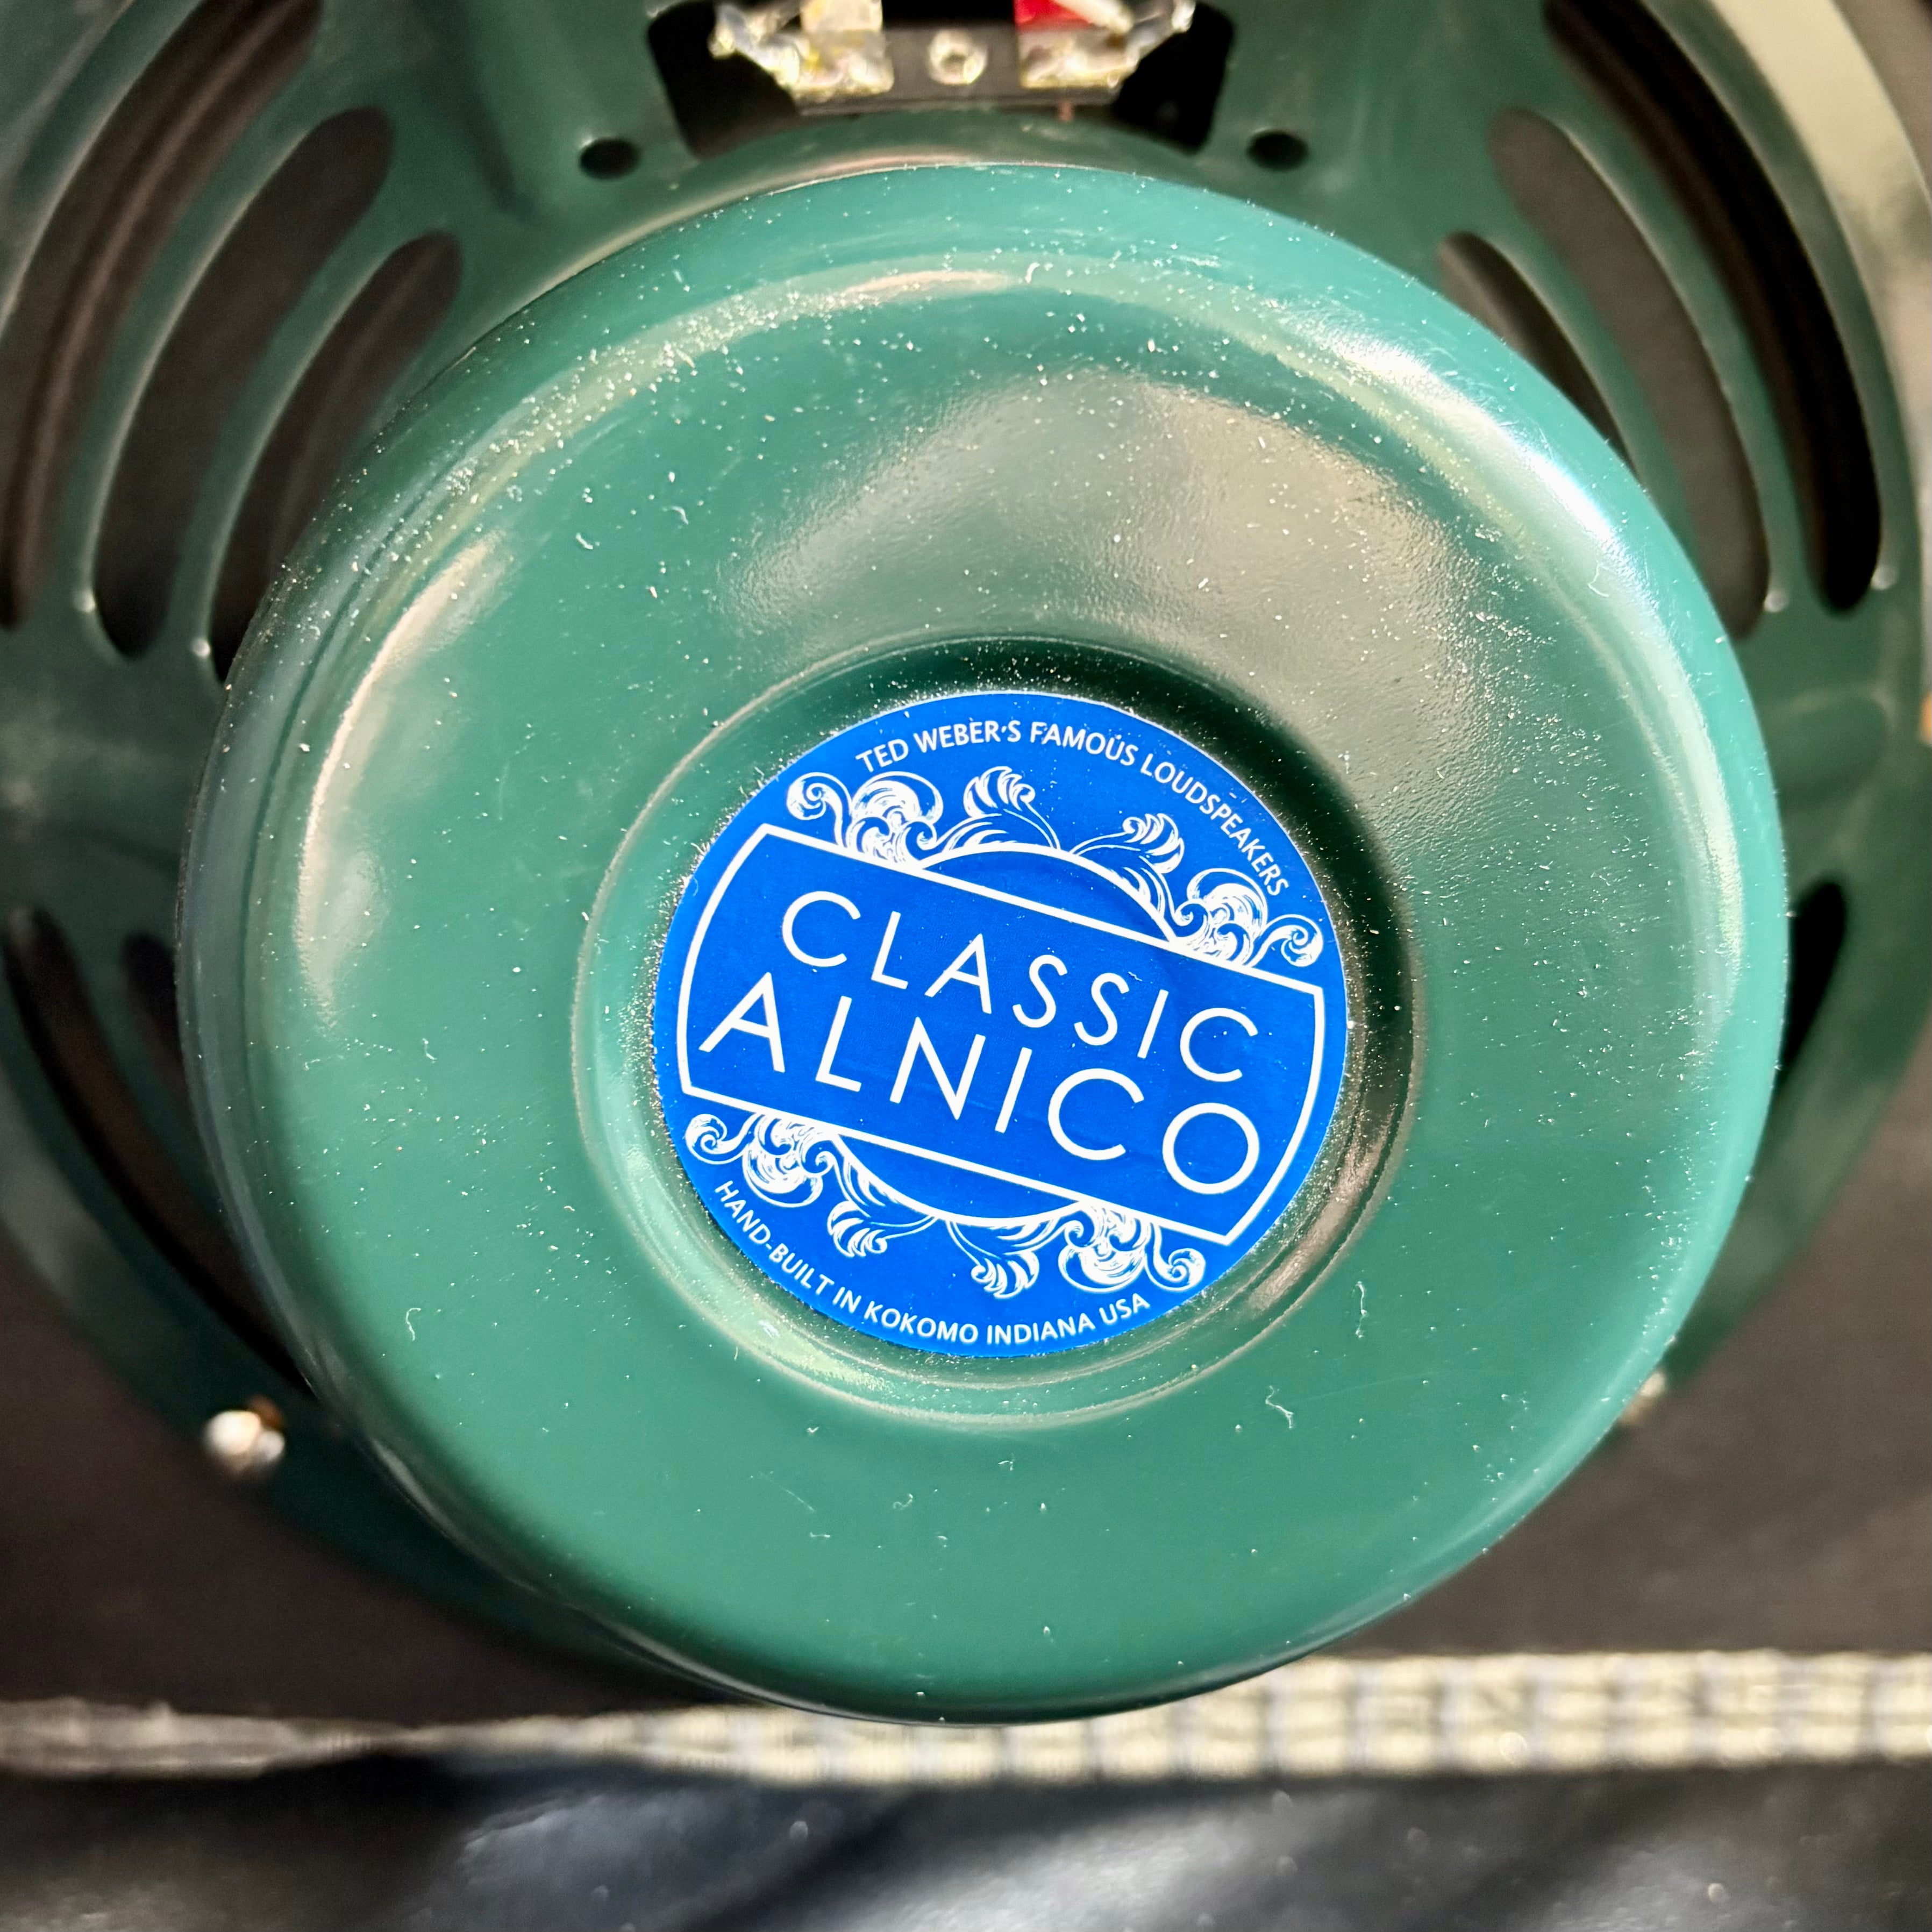 TED WEBER'S FAMOUS LOUDSPEAKERS
CLASSIC
ALNICO
HAND-BUILT IN KOKOMO INDIANA USA